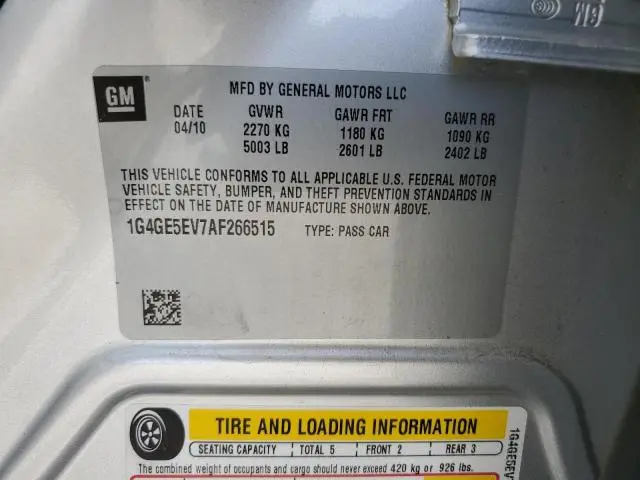 GM
MFD BY GENERAL MOTORS LLC
DATE GVWR GAWR FRT GAWR RR
04/10 2270 KG 1180 KG 1090 KG
5003 LB 2601 LB 2402 LB
THIS VEHICLE CONFORMS TO ALL APPLICABLE U.S. FEDERAL MOTOR
VEHICLE SAFETY, BUMPER, AND THEFT PREVENTION STANDARDS IN
EFFECT ON THE DATE OF MANUFACTURE SHOWN ABOVE.
1G4GE5EV7AF266515 TYPE: PASS CAR
TIRE AND LOADING INFORMATION
SEATING CAPACITY TOTAL 5 FRONT 2 REAR 3
The combined weight of occupants and cargo should never exceed 420 kg or 926 lbs.
1G4GE5EV